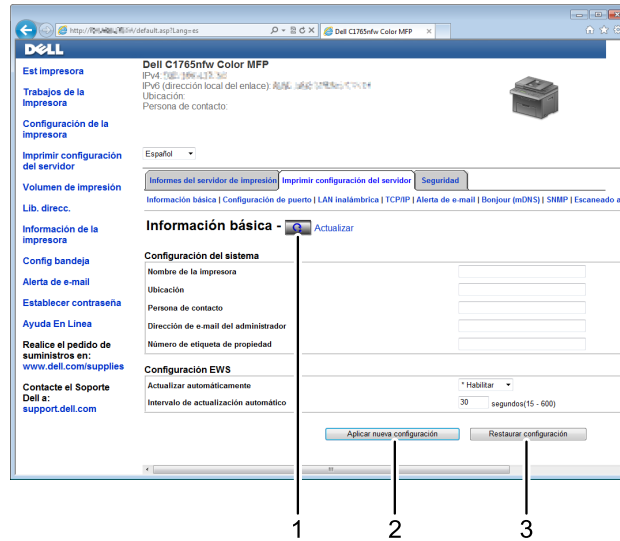 http://
/default.asp?Lang=es
Dell C1765nfw Color MFP
DELL
Est impresora
Trabajos de la
Impresora
Configuración de la
impresora
Imprimir configuración
del servidor
Volumen de impresión
Lib. direcc.
Información de la
impresora
Config bandeja
Alerta de e-mail
Establecer contraseña
Ayuda En Linea
Realice el pedido de
suministros en:
www.dell.com/supplies
Contacte el Soporte
Dell a:
support.dell.com
Dell C1765nfw Color MFP
IPv4:
IPv6 (dirección local del enlace):
Ubicación:
Persona de contacto:
Español
Informes del servidor de impresión Imprimir configuración del servidor Seguridad
Información básica | Configuración de puerto | LAN inalámbrica | TCP/IP | Alerta de e-mail | Bonjour (mDNS) | SNMP | Escaneado a
Información básica - Actualizar
Configuración del sistema
Nombre de la impresora
Ubicación
Persona de contacto
Dirección de e-mail del administrador
Número de etiqueta de propiedad
Configuración EWS
Actualizar automáticamente * Habilitar
Intervalo de actualización automático 30 segundos(15 - 600)
Aplicar nueva configuración Restaurar configuración
1 2 3